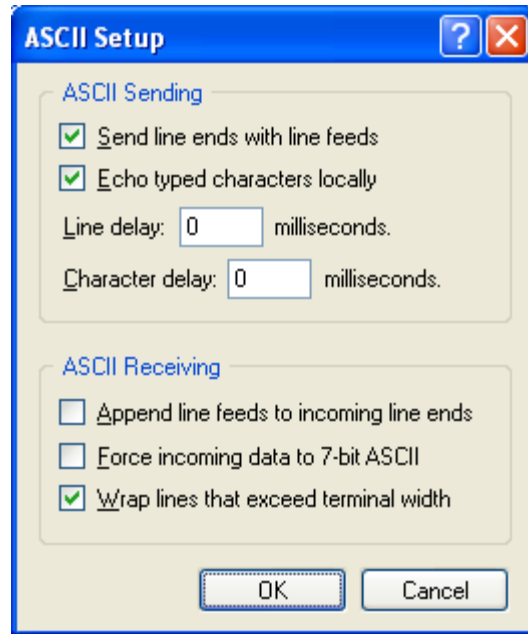 ASCII Setup
ASCII Sending
Send line ends with line feeds
Echo typed characters locally
Line delay: 0 milliseconds.
Character delay: 0 milliseconds.
ASCII Receiving
Append line feeds to incoming line ends
Force incoming data to 7-bit ASCII
Wrap lines that exceed terminal width
OK Cancel